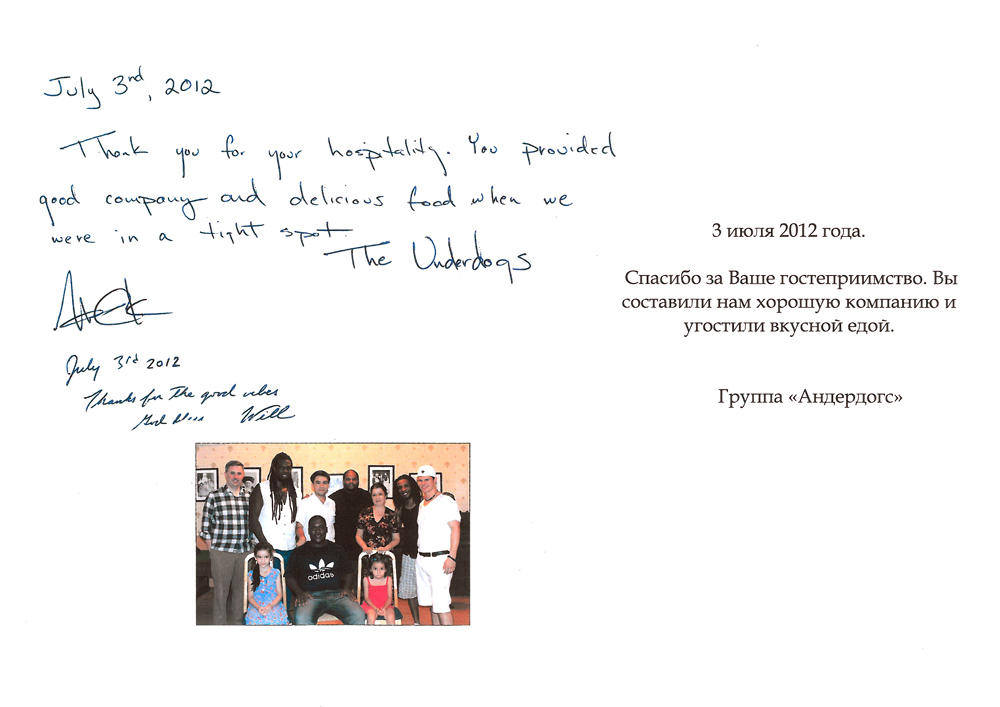 July 3nd, 2012
Thank you for your hospitality. You provided
good company and delicious food when we
were in a tight spot.
The Underdogs
July 3rd 2012
Thanks for the good vibes
God bless Will
3 июля 2012 года.
Спасибо за Ваше гостеприимство. Вы
составили нам хорошую компанию и
угостили вкусной едой.
Группа «Андердогс»
adidas